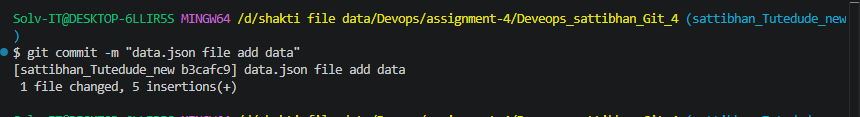 Solv-IT@DESKTOP-6LLIR5S MINGW64 /d/shakti file data/Devops/assignment-4/Deveops_sattibhan_Git_4 (sattibhan_Tutedude_new
)
$ git commit -m "data.json file add data"
[sattibhan_Tutedude_new b3cafc9] data.json file add data
 1 file changed, 5 insertions(+)